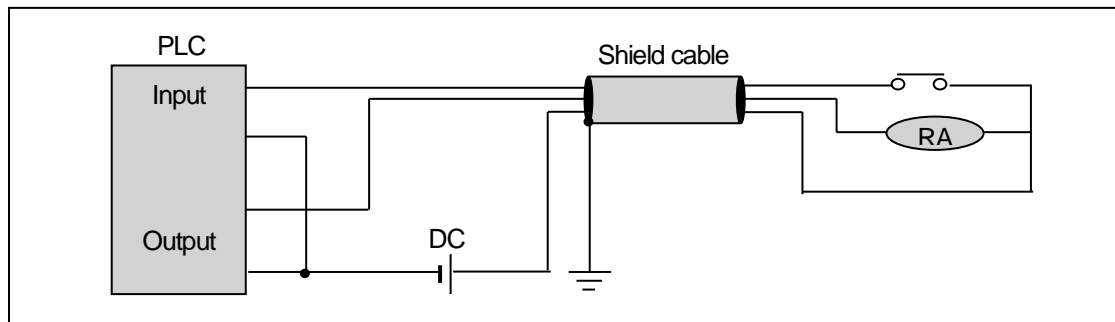 PLC
Shield cable
Input
RA
Output
DC